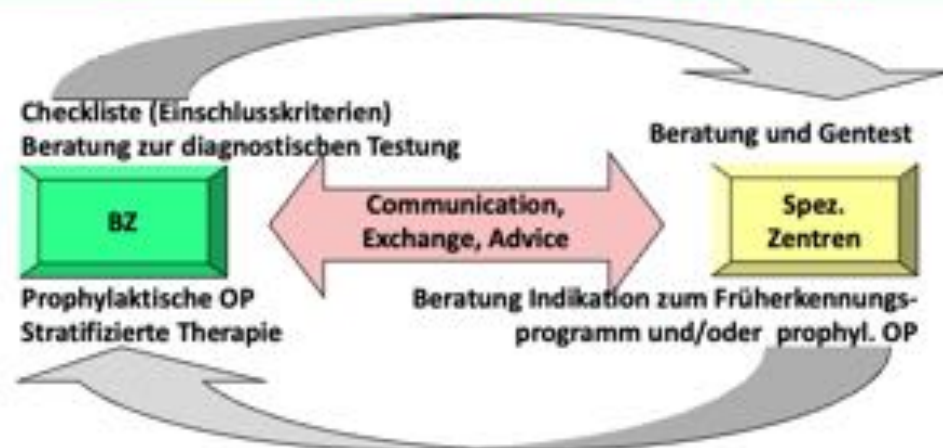 Checkliste (Einschlusskriterien)
Beratung zur diagnostischen Testung
Beratung und Gentest
BZ
Communication,
Exchange, Advice
Spez.
Zentren
Prophylaktische OP
Stratifizierte Therapie
Beratung Indikation zum Früherkennungs-
programm und/oder prophyl. OP